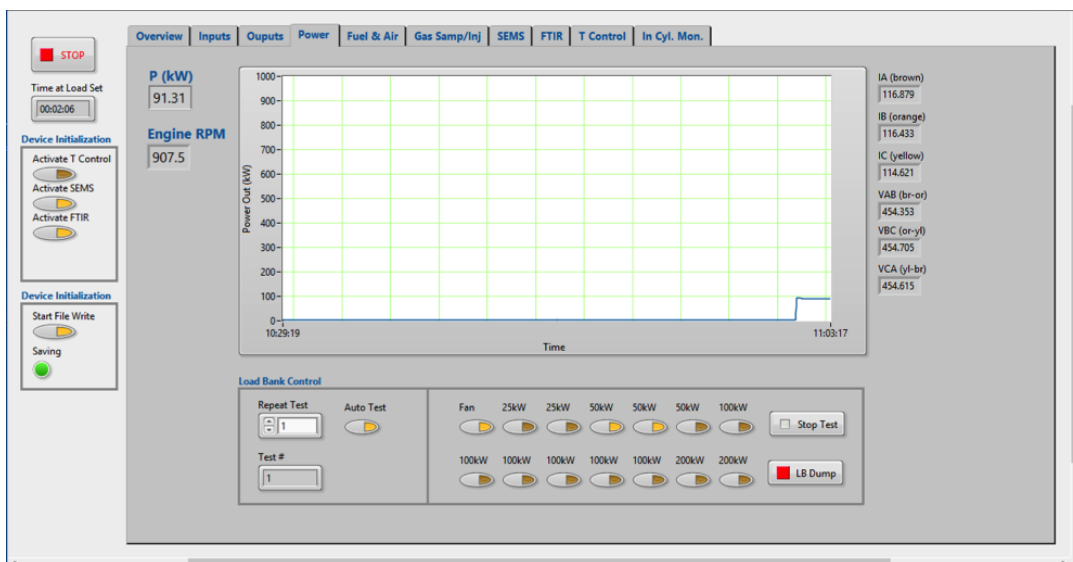 Overview Inputs Ouputs Power Fuel & Air Gas Samp/Inj SEMS FTIR T Control In Cyl. Mon.
STOP
Time at Load Set
00:02:06
Device Initialization
Activate T Control
Activate SEMS
Activate FTIR
Device Initialization
Start File Write
Saving
P (kW)
91.31
Engine RPM
907.5
Power Out (kW)
1000
900
800
700
600
500
400
300
200
100
0
10:29:19 11:03:17
Time
IA (brown)
116.879
IB (orange)
116.433
IC (yellow)
114.621
VAB (br-or)
454.353
VBC (or-yl)
454.705
VCA (yl-br)
454.615
Load Bank Control
Repeat Test Auto Test
1
Test #
1
Fan 25kW 25kW 50kW 50kW 50kW 100kW
Stop Test
100kW 100kW 100kW 100kW 100kW 200kW 200kW
LB Dump